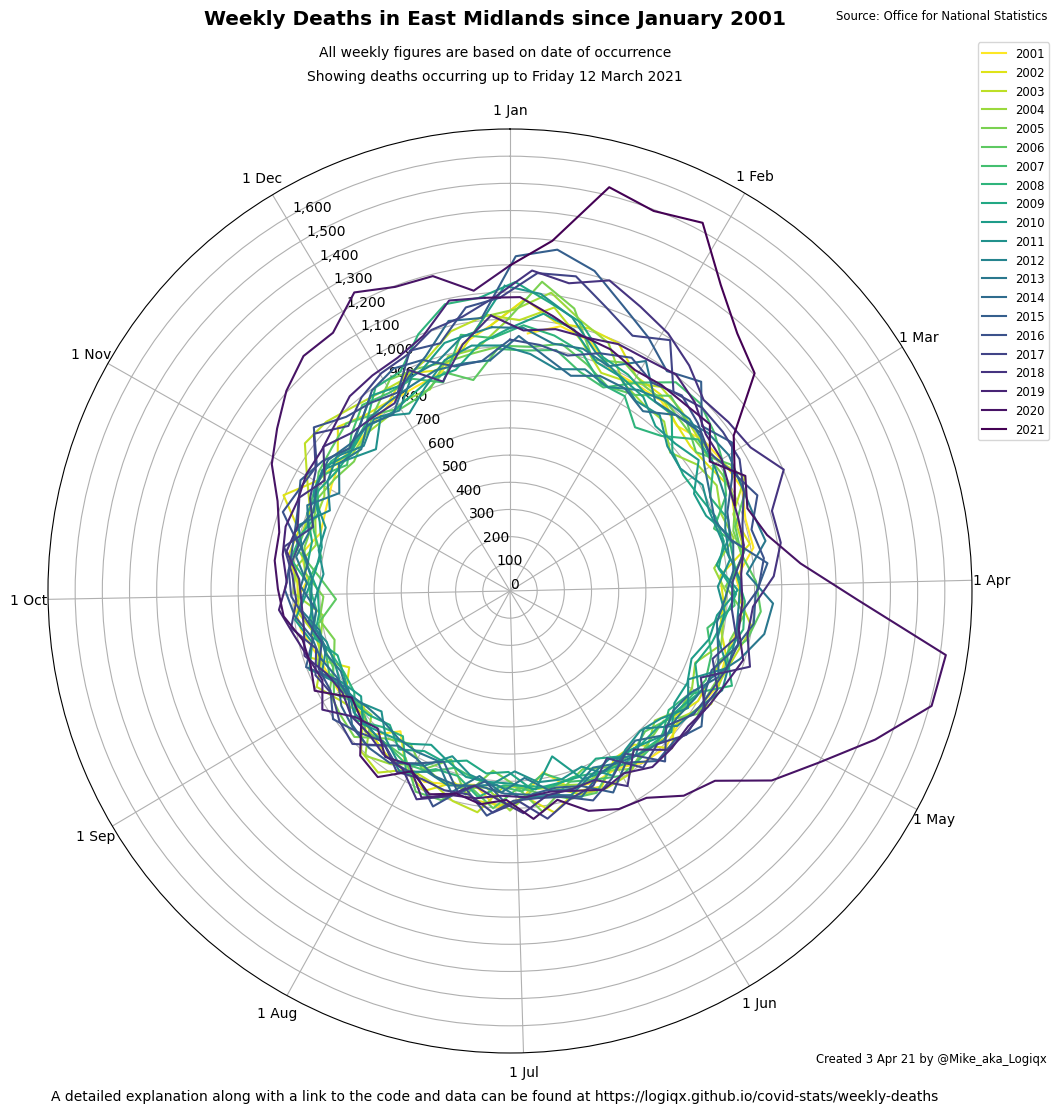 Weekly Deaths in East Midlands since January 2001
Source: Office for National Statistics
All weekly figures are based on date of occurrence
Showing deaths occurring up to Friday 12 March 2021
2001
2002
2003
2004
2005
2006
2007
2008
2009
2010
2011
2012
2013
2014
2015
2016
2017
2018
2019
2020
2021
1 Jan
1 Feb
1 Mar
1 Apr
1 May
1 Jun
1 Jul
1 Aug
1 Sep
1 Oct
1 Nov
1 Dec
1,600
1,500
1,400
1,300
1,200
1,100
1,000
900
800
700
600
500
400
300
200
100
0
Created 3 Apr 21 by @Mike_aka_Logiqx
A detailed explanation along with a link to the code and data can be found at https://logiqx.github.io/covid-stats/weekly-deaths